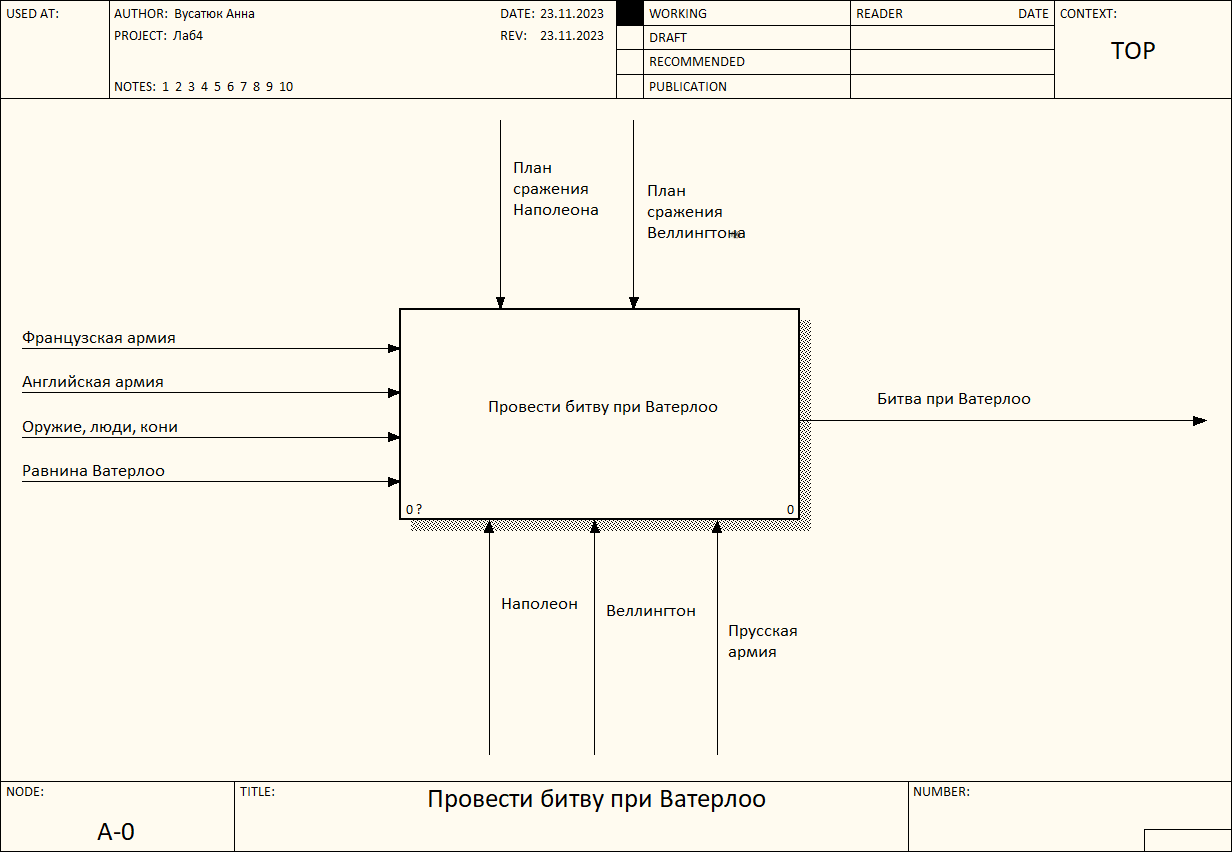 USED AT:
AUTHOR: Вусатюк Анна
DATE: 23.11.2023
PROJECT: Лаб4
REV: 23.11.2023
NOTES: 1 2 3 4 5 6 7 8 9 10
WORKING
DRAFT
RECOMMENDED
PUBLICATION
READER
DATE
CONTEXT:
TOP
План
сражения
Наполеона
План
сражения
Веллингтона
Французская армия
Английская армия
Оружие, люди, кони
Равнина Ватерлоо
Провести битву при Ватерлоо
0 ?
0
Битва при Ватерлоо
Наполеон
Веллингтон
Прусская
армия
NODE:
A-0
TITLE:
Провести битву при Ватерлоо
NUMBER: